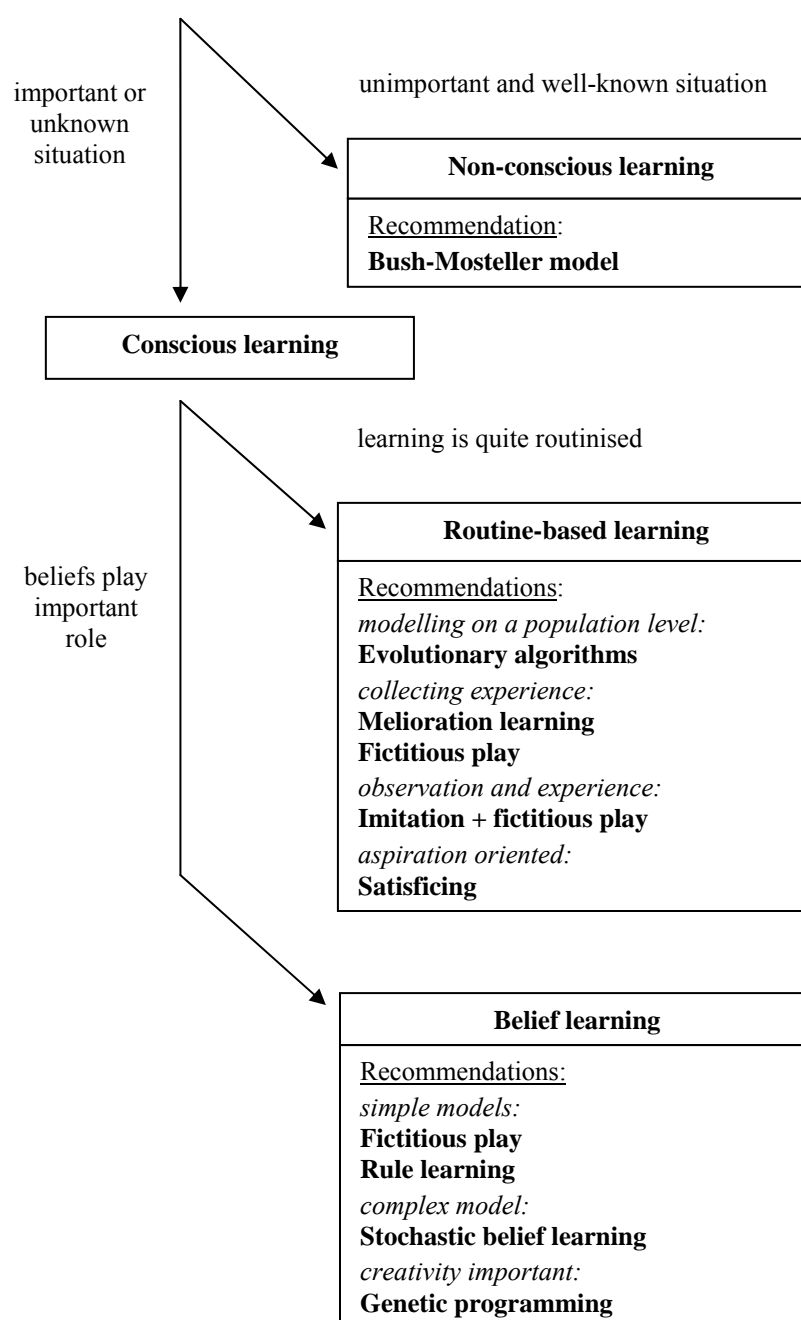 important or
unknown
situation
unimportant and well-known situation
Non-conscious learning
Recommendation:
Bush-Mosteller model
Conscious learning
learning is quite routinised
beliefs play
important
role
Routine-based learning
Recommendations:
modelling on a population level:
Evolutionary algorithms
collecting experience:
Melioration learning
Fictitious play
observation and experience:
Imitation + fictitious play
aspiration oriented:
Satisficing
Belief learning
Recommendations:
simple models:
Fictitious play
Rule learning
complex model:
Stochastic belief learning
creativity important:
Genetic programming